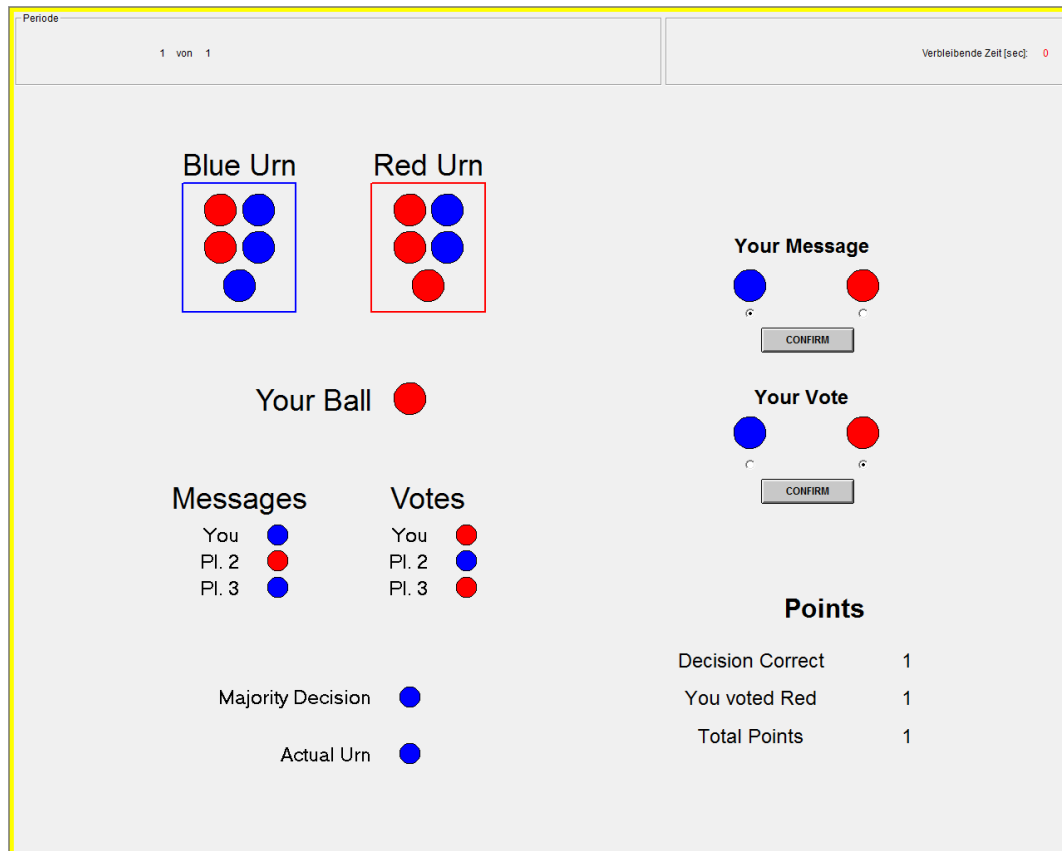 Periode
1 von 1
Verbleibende Zeit [sec]: 0
Blue Urn
Red Urn
Your Message
CONFIRM
Your Ball
Your Vote
CONFIRM
Messages
Votes
You
You
Pl. 2
Pl. 2
Pl. 3
Pl. 3
Points
Decision Correct 1
You voted Red 1
Total Points 1
Majority Decision
Actual Urn